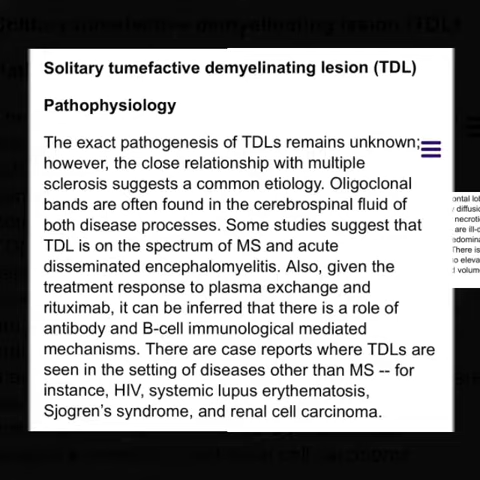 Solitary tumefactive demyelinating lesion (TDL)
Pathophysiology
The exact pathogenesis of TDLs remains unknown;
however, the close relationship with multiple
sclerosis suggests a common etiology. Oligoclonal
bands are often found in the cerebrospinal fluid of
both disease processes. Some studies suggest that
TDL is on the spectrum of MS and acute
disseminated encephalomyelitis. Also, given the
treatment response to plasma exchange and
rituximab, it can be inferred that there is a role of
antibody and B-cell immunological mediated
mechanisms. There are case reports where TDLs are
seen in the setting of diseases other than MS -- for
instance, HIV, systemic lupus erythematosis,
Sjogren's syndrome, and renal cell carcinoma.